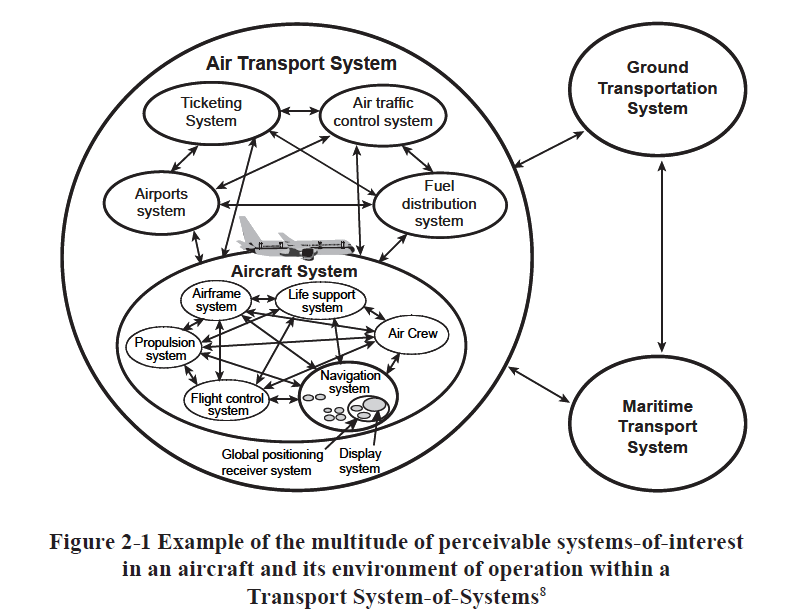 Air Transport System
Ticketing
System
Air traffic
control system
Airports
system
Fuel
distribution
system
Aircraft System
Airframe
system
Life support
system
Propulsion
system
Air Crew
Flight control
system
Navigation
system
Global positioning
receiver system
Display
system
Ground
Transportation
System
Maritime
Transport
System
Figure 2-1 Example of the multitude of perceivable systems-of-interest
in an aircraft and its environment of operation within a
Transport System-of-Systems⁸